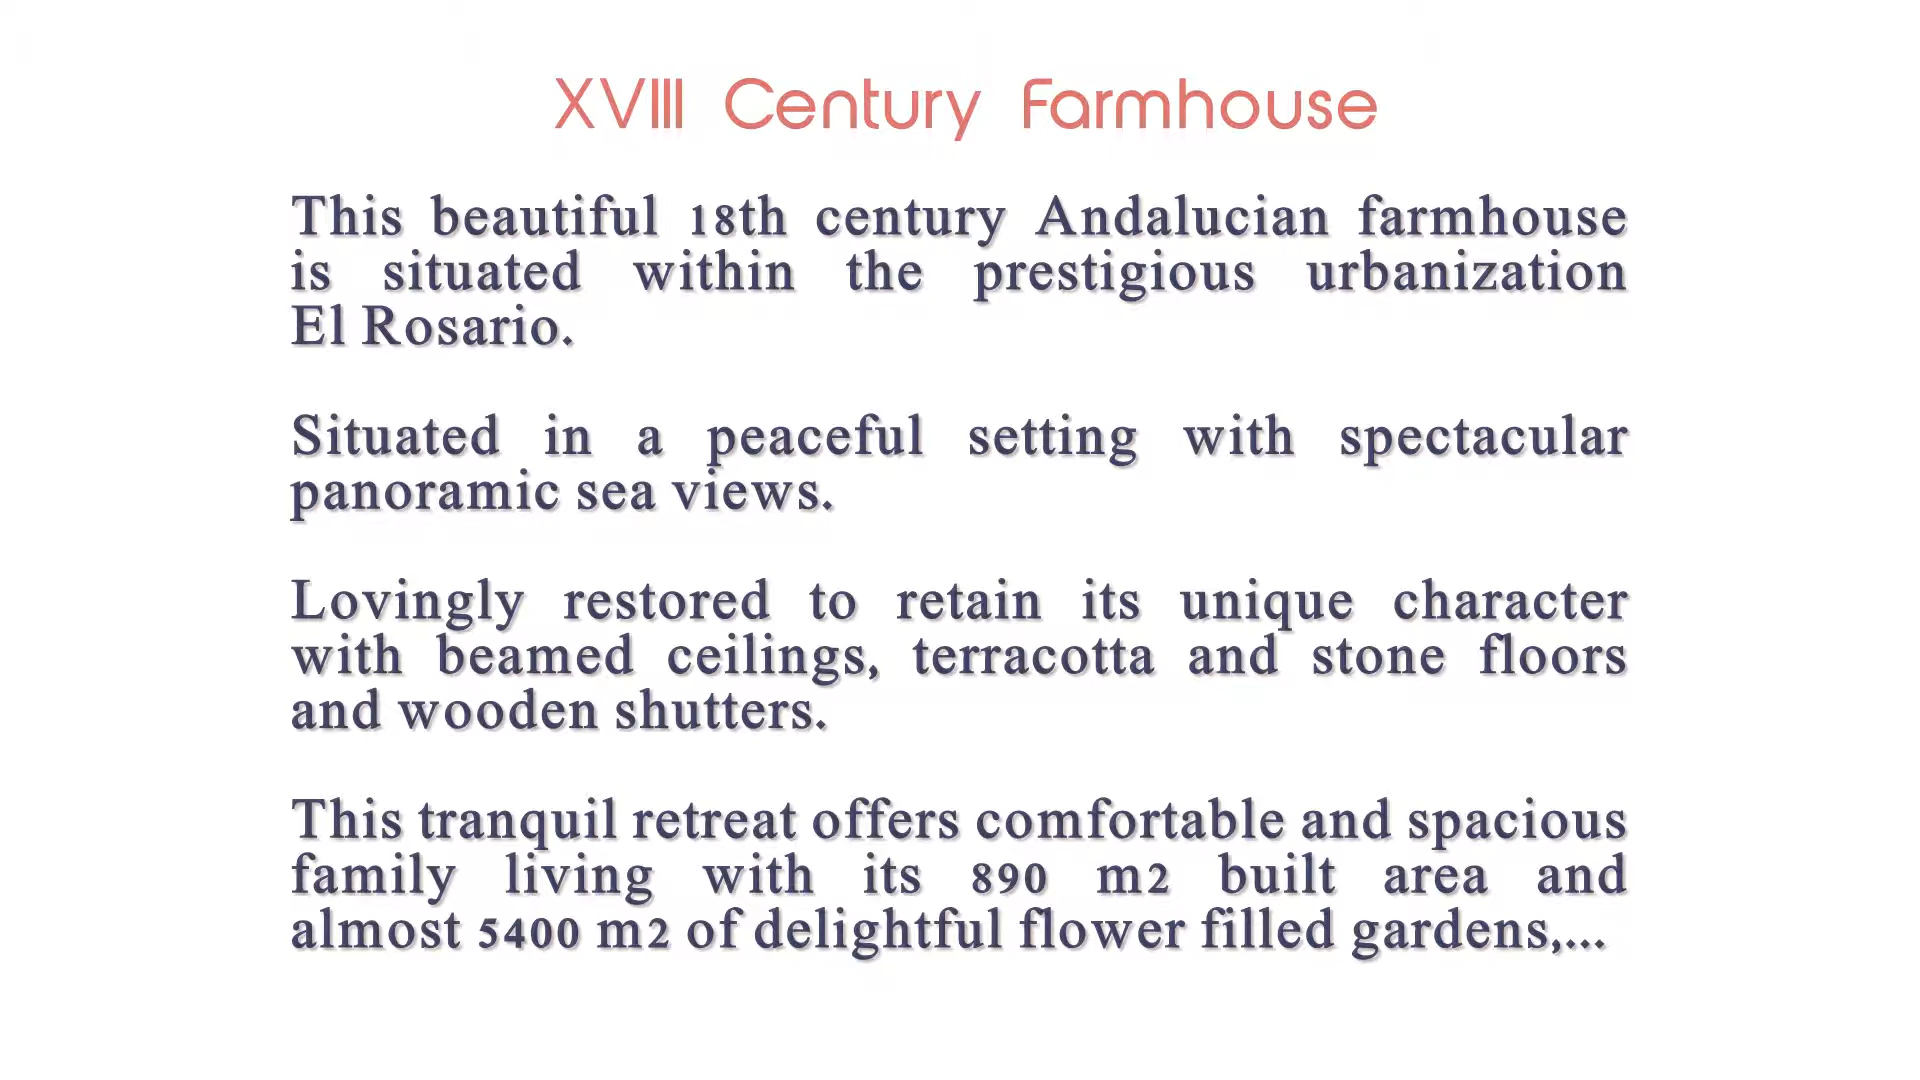 XVIII Century Farmhouse
This beautiful 18th century Andalucian farmhouse
is situated within the prestigious urbanization
El Rosario.
Situated in a peaceful setting with spectacular
panoramic sea views.
Lovingly restored to retain its unique character
with beamed ceilings, terracotta and stone floors
and wooden shutters.
This tranquil retreat offers comfortable and spacious
family living with its 890 m2 built area and
almost 5400 m2 of delightful flower filled gardens,...